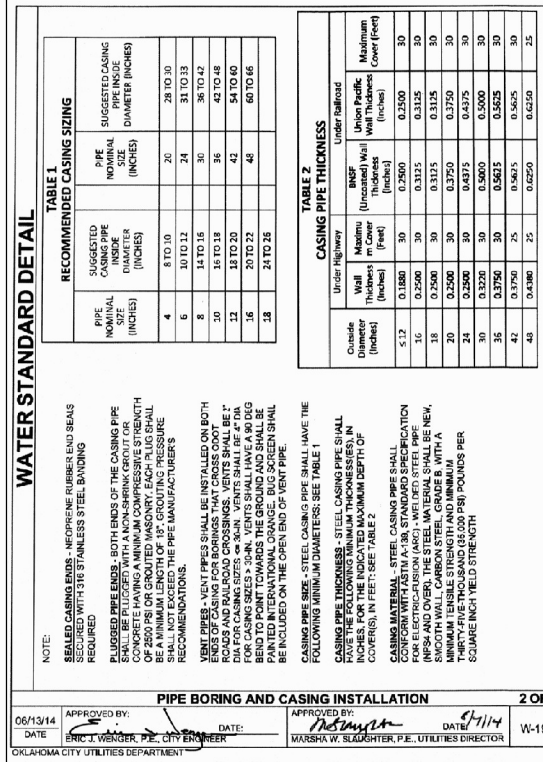 WATER STANDARD DETAIL
NOTE:
SEALED CASING ENDS - NEOPRENE RUBBER END SEALS
SECURED WITH 316 STAINLESS STEEL BANDING
REQUIRED
PLUGGED PIPE ENDS - BOTH ENDS OF THE CASING PIPE
SHALL BE PLUGGED WITH A NON-SHRINK GROUT OR
CONCRETE HAVING A MINIMUM COMPRESSIVE STRENGTH
OF 2500 PSI OR GROUTED MASONRY. EACH PLUG SHALL
BE A MINIMUM LENGTH OF 18". GROUTING PRESSURE
SHALL NOT EXCEED THE PIPE MANUFACTURER'S
RECOMMENDATIONS.
VENT PIPES - VENT PIPES SHALL BE INSTALLED ON BOTH
ENDS OF CASING FOR BORINGS THAT CROSS ODOT
ROADS AND RAILROAD CROSSINGS. VENTS SHALL BE 2"
DIA FOR CASING SIZES <= 30-IN. VENTS SHALL BE 4" DIA
FOR CASING SIZES > 30-IN. VENTS SHALL HAVE A 90 DEG
BEND TO POINT TOWARDS THE GROUND AND SHALL BE
PAINTED INTERNATIONAL ORANGE. BUG SCREEN SHALL
BE INCLUDED ON THE OPEN END OF VENT PIPE.
CASING PIPE SIZE - STEEL CASING PIPE SHALL HAVE THE
FOLLOWING MINIMUM DIAMETERS: SEE TABLE 1
CASING PIPE THICKNESS - STEEL CASING PIPE SHALL
HAVE THE FOLLOWING MINIMUM THICKNESS(ES), IN
INCHES, FOR THE INDICATED MAXIMUM DEPTH OF
COVER(S), IN FEET: SEE TABLE 2
CASING MATERIAL - STEEL CASING PIPE SHALL
CONFORM WITH ASTM A-139, STANDARD SPECIFICATION
FOR ELECTRIC-FUSION (ARC) - WELDED STEEL PIPE
(NPS4 AND OVER). THE STEEL MATERIAL SHALL BE NEW,
SMOOTH WALL, CARBON STEEL, GRADE B, WITH A
MINIMUM TENSILE STRENGTH AND MINIMUM
THIRTY-FIVE-THOUSAND (35,000 PSI) POUNDS PER
SQUARE INCH YIELD STRENGTH
TABLE 1
RECOMMENDED CASING SIZING
PIPE NOMINAL SIZE (INCHES) SUGGESTED CASING PIPE INSIDE DIAMETER (INCHES) PIPE NOMINAL SIZE (INCHES) SUGGESTED CASING PIPE INSIDE DIAMETER (INCHES)
4 8 TO 10 20 28 TO 30
6 10 TO 12 24 31 TO 33
8 14 TO 16 30 36 TO 42
10 16 TO 18 36 42 TO 48
12 18 TO 20 42 54 TO 60
16 20 TO 22 48 60 TO 66
18 24 TO 26
TABLE 2
CASING PIPE THICKNESS
Under Highway Under Railroad
Outside Diameter (Inches) Wall Thickness (Inches) Maximu m Cover (Feet) BNSF (Uncoated) Wall Thickness (Inches) Union Pacific Wall Thickness (Inches) Maximum Cover (Feet)
≤ 12 0.1880 30 0.2500 0.2500 30
16 0.2500 30 0.3125 0.3125 30
18 0.2500 30 0.3125 0.3125 30
20 0.2500 30 0.3750 0.3750 30
24 0.2500 30 0.4375 0.4375 30
30 0.3220 30 0.5000 0.5000 30
36 0.3750 30 0.5625 0.5625 30
42 0.3750 25 0.5625 0.5625 30
48 0.4380 25 0.6250 0.6250 25
PIPE BORING AND CASING INSTALLATION
2 OF
06/13/14
DATE
APPROVED BY:
DATE:
ERIC J. WENGER, P.E., CITY ENGINEER
APPROVED BY:
DATE
MARSHA W. SLAUGHTER, P.E., UTILITIES DIRECTOR
OKLAHOMA CITY UTILITIES DEPARTMENT